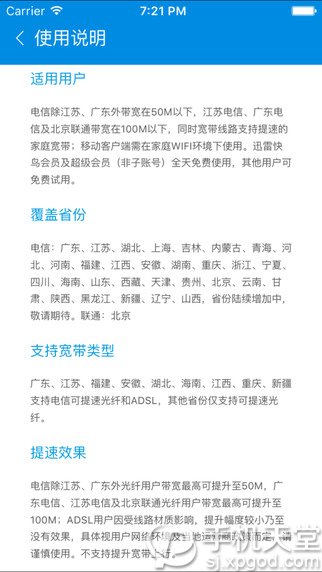 Carrier 7:21 PM
使用说明
适用用户
电信除江苏、广东外带宽在50M以下，江苏电信、广东电
信及北京联通带宽在100M以下，同时宽带线路支持提速的
家庭宽带；移动客户端需在家庭WIFI环境下使用。迅雷快
鸟会员及超级会员（非子账号）全天免费使用，其他用户可
免费试用。
覆盖省份
电信：广东、江苏、湖北、上海、吉林、内蒙古、青海、河
北、河南、福建、江西、安徽、湖南、重庆、浙江、宁夏、
四川、海南、山东、西藏、天津、贵州、北京、云南、甘
肃、陕西、黑龙江、新疆、辽宁、山西，省份陆续增加中，
敬请期待。联通：北京
支持宽带类型
广东、江苏、福建、安徽、湖北、海南、江西、重庆、新疆
支持电信可提速光纤和ADSL，其他省份仅支持可提速光
纤。
提速效果
电信除江苏、广东外光纤用户带宽最高可提升至50M，广
东电信、江苏电信及北京联通光纤用户带宽最高可提升至
100M；ADSL用户因受线路材质影响，提升幅度较小乃至
没有效果，具体视用户网络环境及当地运营商政策而定，请
谨慎使用。不支持提升宽带上行。
手机天堂
sj.xpgod.com